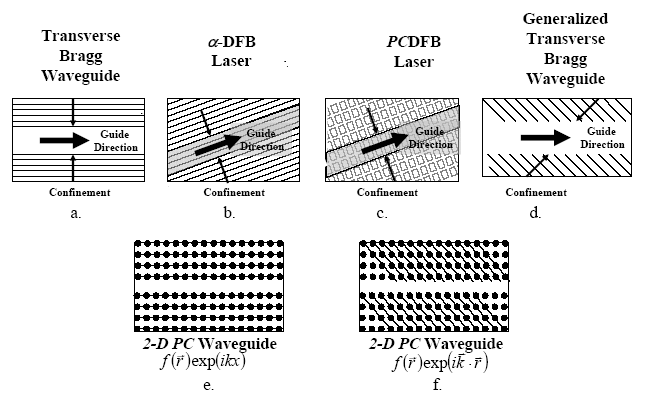 Transverse
Bragg
Waveguide
α-DFB
Laser
PCDFB
Laser
Generalized
Transverse
Bragg
Waveguide
Guide
Direction
Guide
Direction
Guide
Direction
Guide
Direction
Confinement
Confinement
Confinement
Confinement
a.
b.
c.
d.
2-D PC Waveguide
f(r⃗)exp(ikx)
e.
2-D PC Waveguide
f(r⃗)exp(ik⃗·r⃗)
f.